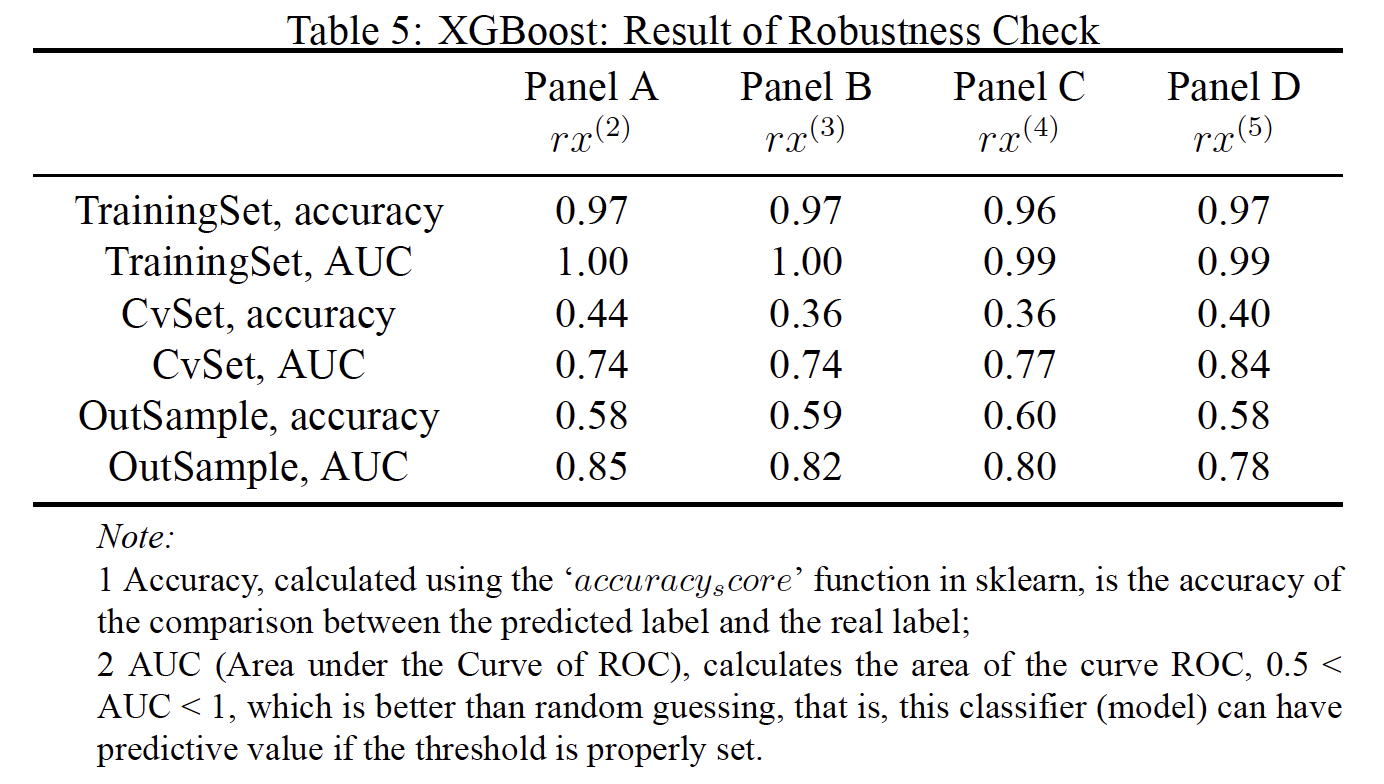 Table 5: XGBoost: Result of Robustness Check
Panel A Panel B Panel C Panel D
rx^(2) rx^(3) rx^(4) rx^(5)
TrainingSet, accuracy 0.97 0.97 0.96 0.97
TrainingSet, AUC 1.00 1.00 0.99 0.99
CvSet, accuracy 0.44 0.36 0.36 0.40
CvSet, AUC 0.74 0.74 0.77 0.84
OutSample, accuracy 0.58 0.59 0.60 0.58
OutSample, AUC 0.85 0.82 0.80 0.78
Note:
1 Accuracy, calculated using the ‘accuracy_score’ function in sklearn, is the accuracy of
the comparison between the predicted label and the real label;
2 AUC (Area under the Curve of ROC), calculates the area of the curve ROC, 0.5 <
AUC < 1, which is better than random guessing, that is, this classifier (model) can have
predictive value if the threshold is properly set.